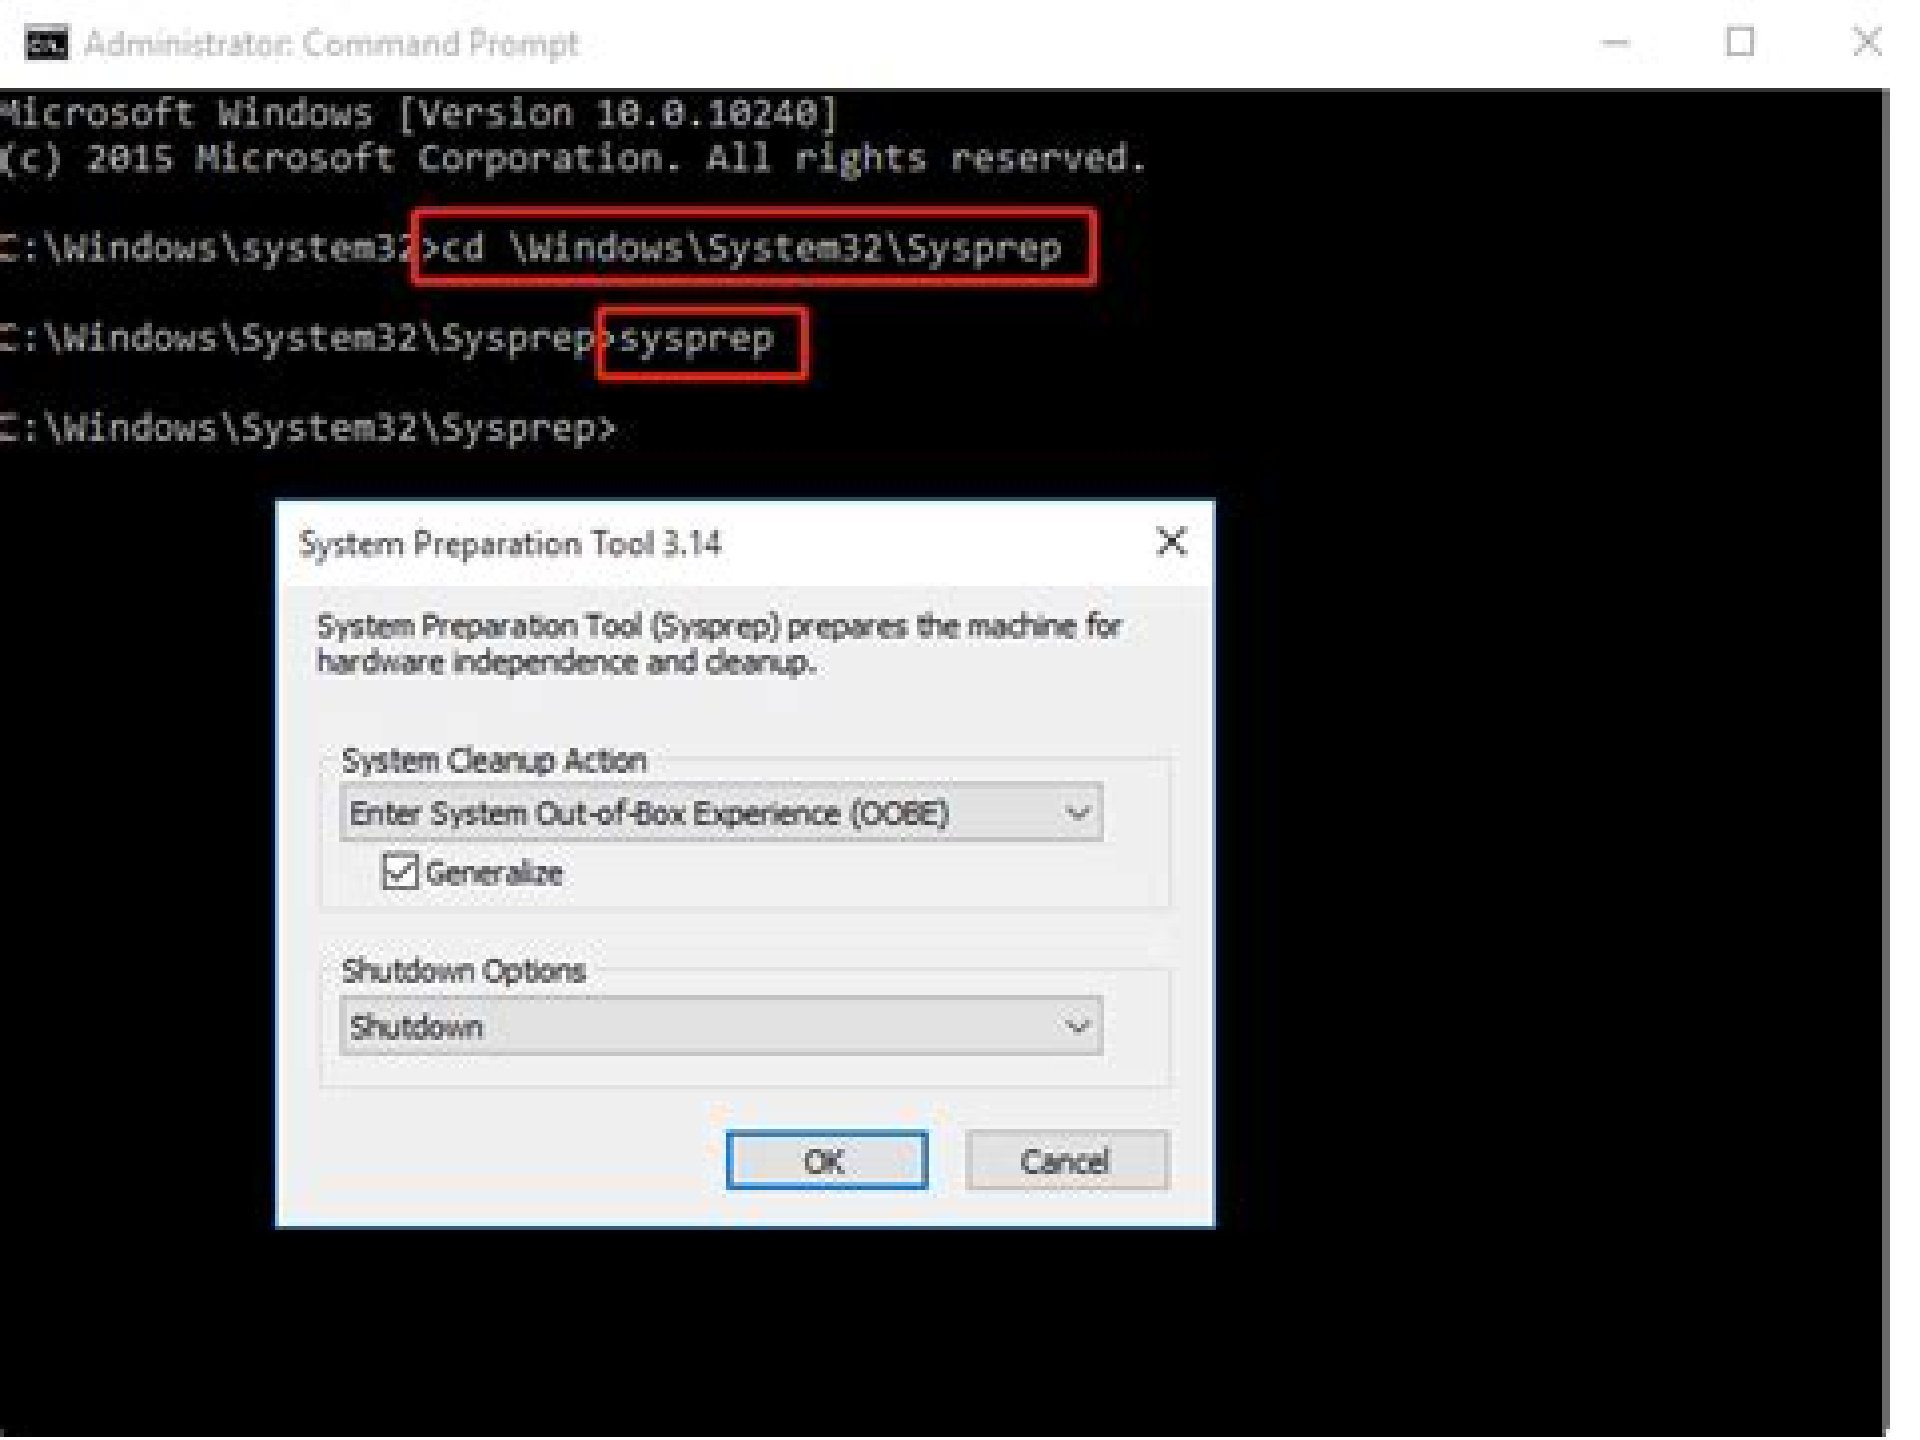 Administrator: Command Prompt
Microsoft Windows [Version 10.0.10240]
(c) 2015 Microsoft Corporation. All rights reserved.
C:\Windows\system32>cd \Windows\System32\Sysprep
C:\Windows\System32\Sysprep>sysprep
C:\Windows\System32\Sysprep>
System Preparation Tool 3.14
System Preparation Tool (Sysprep) prepares the machine for
hardware independence and cleanup.
System Cleanup Action
Enter System Out-of-Box Experience (OOBE)
Generalize
Shutdown Options
Shutdown
OK Cancel